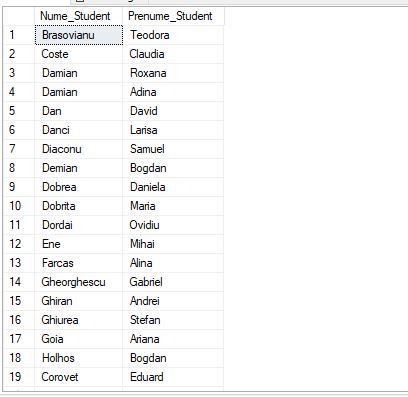 Nume_Student Prenume_Student
1 Brasovianu Teodora
2 Coste Claudia
3 Damian Roxana
4 Damian Adina
5 Dan David
6 Danci Larisa
7 Diaconu Samuel
8 Demian Bogdan
9 Dobrea Daniela
10 Dobrita Maria
11 Dordai Ovidiu
12 Ene Mihai
13 Farcas Alina
14 Gheorghescu Gabriel
15 Ghiran Andrei
16 Ghiurea Stefan
17 Goia Ariana
18 Holhos Bogdan
19 Corovet Eduard